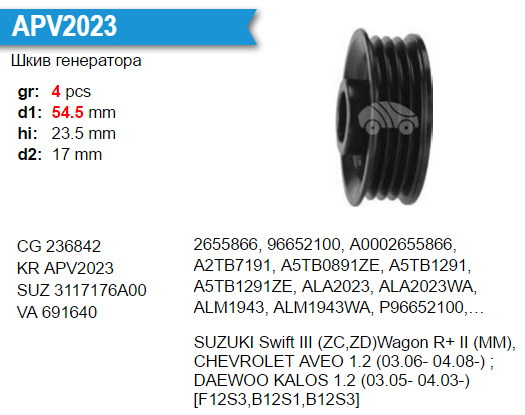 APV2023
Шкив генератора
gr: 4 pcs
d1: 54.5 mm
hi: 23.5 mm
d2: 17 mm
CG 236842
KR APV2023
SUZ 3117176A00
VA 691640
2655866, 96652100, A0002655866,
A2TB7191, A5TB0891ZE, A5TB1291,
A5TB1291ZE, ALA2023, ALA2023WA,
ALM1943, ALM1943WA, P96652100,…
SUZUKI Swift III (ZC,ZD)Wagon R+ II (MM),
CHEVROLET AVEO 1.2 (03.06- 04.08-) ;
DAEWOO KALOS 1.2 (03.05- 04.03-)
[F12S3,B12S1,B12S3]